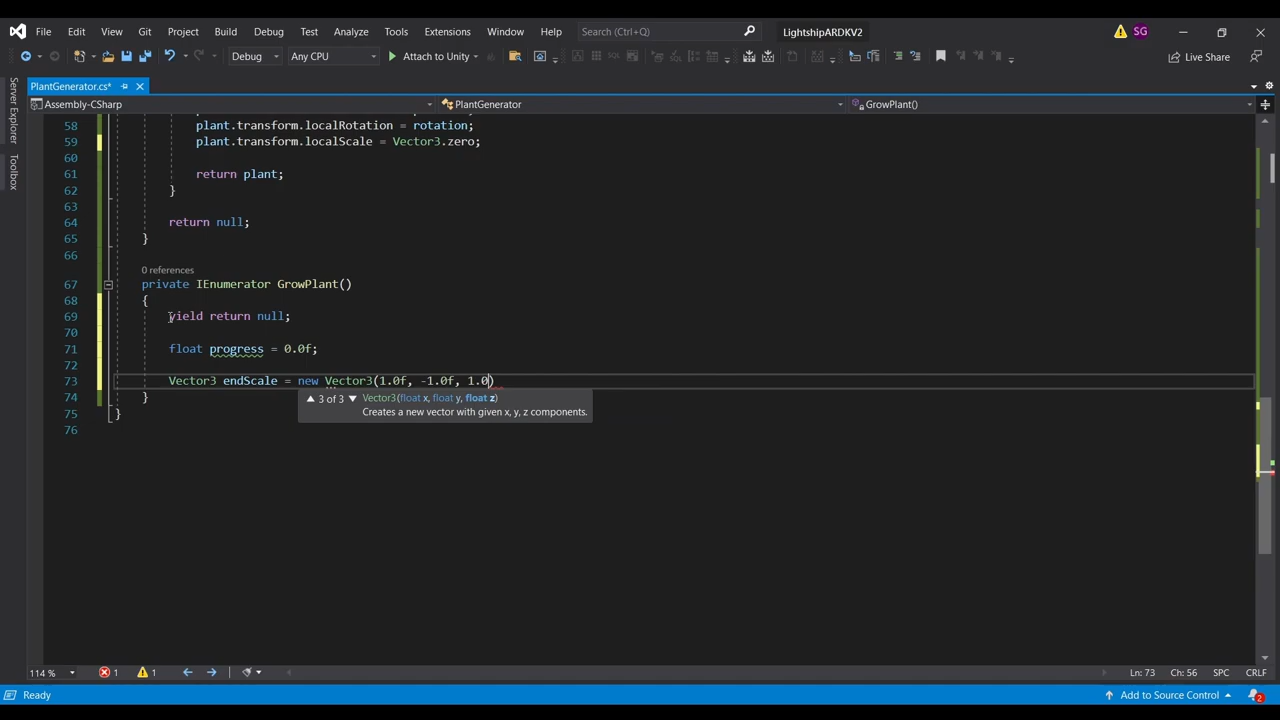 File Edit View Git Project Build Debug Test Analyze Tools Extensions Window Help Search (Ctrl+Q) LightshipARDKV2 SG
Debug Any CPU Attach to Unity Live Share
PlantGenerator.cs*
Assembly-CSharp PlantGenerator GrowPlant()
Server Explorer
Toolbox
58 plant.transform.localRotation = rotation;
59 plant.transform.localScale = Vector3.zero;
60
61 return plant;
62 }
63
64 return null;
65 }
66
0 references
67 private IEnumerator GrowPlant()
68 {
69 yield return null;
70
71 float progress = 0.0f;
72
73 Vector3 endScale = new Vector3(1.0f, -1.0f, 1.0)
74 }
▲ 3 of 3 ▼ Vector3(float x, float y, float z)
Creates a new vector with given x, y, z components.
75 }
76
114 % 1 1 Ln: 73 Ch: 56 SPC CRLF
Ready Add to Source Control 2